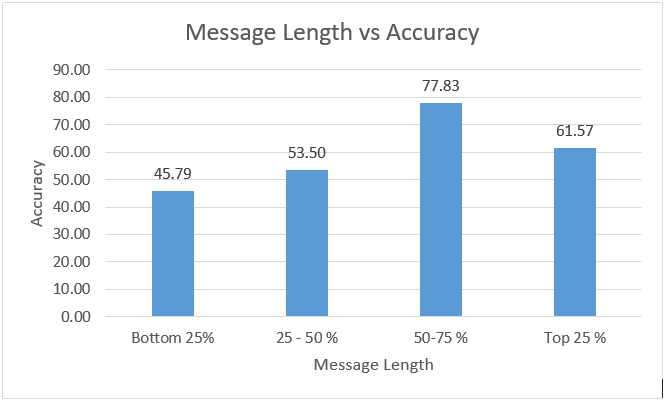 Message Length vs Accuracy
90.00
80.00
70.00
60.00
50.00
40.00
30.00
20.00
10.00
0.00
Accuracy
45.79
53.50
77.83
61.57
Bottom 25%
25 - 50 %
50-75 %
Top 25 %
Message Length